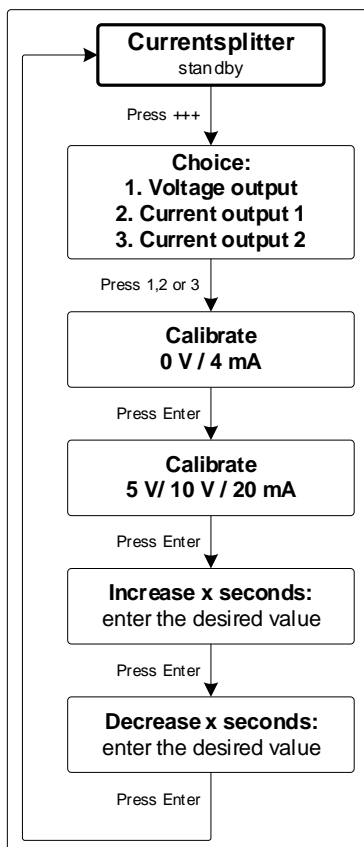 Currentsplitter
standby
Press +++
Choice:
1. Voltage output
2. Current output 1
3. Current output 2
Press 1,2 or 3
Calibrate
0 V / 4 mA
Press Enter
Calibrate
5 V/ 10 V / 20 mA
Press Enter
Increase x seconds:
enter the desired value
Press Enter
Decrease x seconds:
enter the desired value
Press Enter